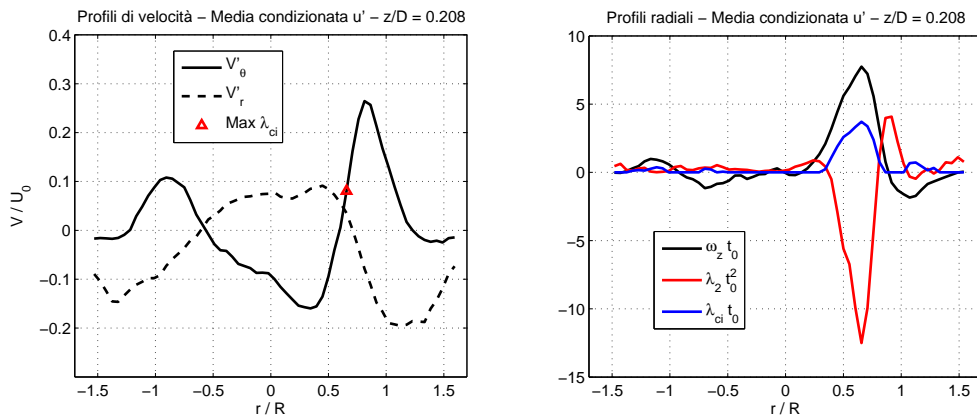 Profili di velocità – Media condizionata u' – z/D = 0.208
V / U0
0.4
0.3
0.2
0.1
0
−0.1
−0.2
V'θ
V'r
Max λci
−1.5 −1 −0.5 0 0.5 1 1.5
r / R
Profili radiali – Media condizionata u' – z/D = 0.208
10
5
0
−5
−10
−15
ωz t0
λ2 t0^2
λci t0
−1.5 −1 −0.5 0 0.5 1 1.5
r / R